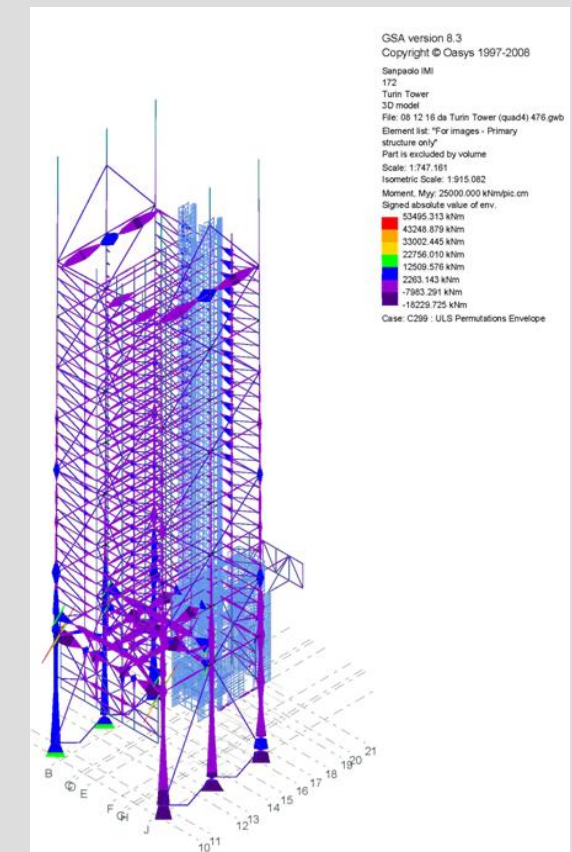 GSA version 8.3
Copyright © Oasys 1997-2008
Sanpaolo IMI
172
Turin Tower
3D model
File: 08 12 16 da Turin Tower (quad4) 476.gwb
Element list: "For images - Primary
structure only"
Part is excluded by volume
Scale: 1:747.161
Isometric Scale: 1:915.082
Moment, Myy: 25000.000 kNm/pic.cm
Signed absolute value of env.
53495.313 kNm
43248.879 kNm
33002.445 kNm
22756.010 kNm
12509.576 kNm
2263.143 kNm
-7983.291 kNm
-18229.725 kNm
Case: C299 : ULS Permutations Envelope
B
E
F
J
10 11
12 13
14 15
16
17
18
19 20
21